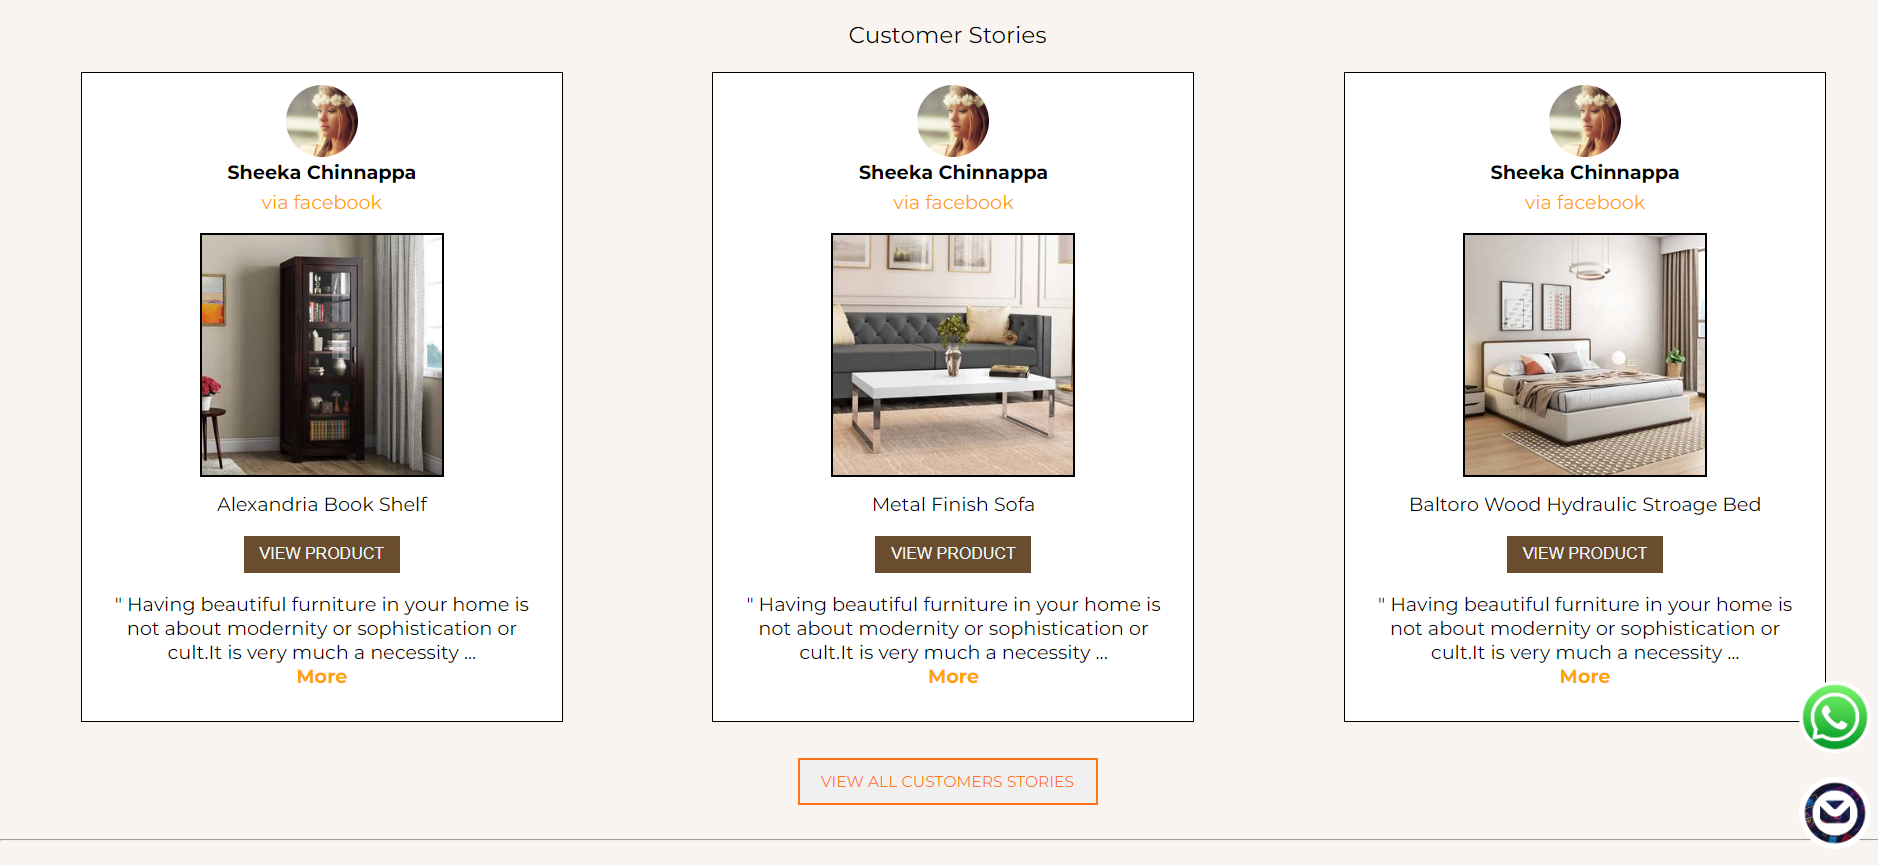 Customer Stories
Sheeka Chinnappa
via facebook
Alexandria Book Shelf
VIEW PRODUCT
" Having beautiful furniture in your home is
not about modernity or sophistication or
cult.It is very much a necessity ...
More
Sheeka Chinnappa
via facebook
Metal Finish Sofa
VIEW PRODUCT
" Having beautiful furniture in your home is
not about modernity or sophistication or
cult.It is very much a necessity ...
More
Sheeka Chinnappa
via facebook
Baltoro Wood Hydraulic Stroage Bed
VIEW PRODUCT
" Having beautiful furniture in your home is
not about modernity or sophistication or
cult.It is very much a necessity ...
More
VIEW ALL CUSTOMERS STORIES